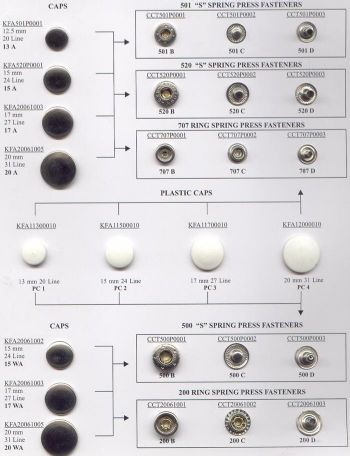 CAPS
501 "S" SPRING PRESS FASTENERS
KFA501P0001
12.5 mm
20 Line
13 A
CCT501P0001 CCT501P0002 CCT501P0003
501 B 501 C 501 D
KFA520P0001
15 mm
24 Line
15 A
520 "S" SPRING PRESS FASTENERS
CCT520P0001 CCT520P0002 CCT520P0003
520 B 520 C 520 D
KFA20061003
17 mm
27 Line
17 A
707 RING SPRING PRESS FASTENERS
CCT707P0001 CCT707P0002 CCT707P0003
707 B 707 C 707 D
KFA20061005
20 mm
31 Line
20 A
PLASTIC CAPS
KFA11300010 KFA11500010 KFA11700010 KFA12000010
13 mm 20 Line 15 mm 24 Line 17 mm 27 Line 20 mm 31 Line
PC 1 PC 2 PC 3 PC 4
CAPS
500 "S" SPRING PRESS FASTENERS
KFA20061002
15 mm
24 Line
15 WA
CCT500P0001 CCT500P0002 CCT500P0003
500 B 500 C 500 D
KFA20061003
17 mm
27 Line
17 WA
200 RING SPRING PRESS FASTENERS
CCT20061001 CCT20061002 CCT20061003
200 B 200 C 200 D
KFA20061005
20 mm
31 Line
20 WA